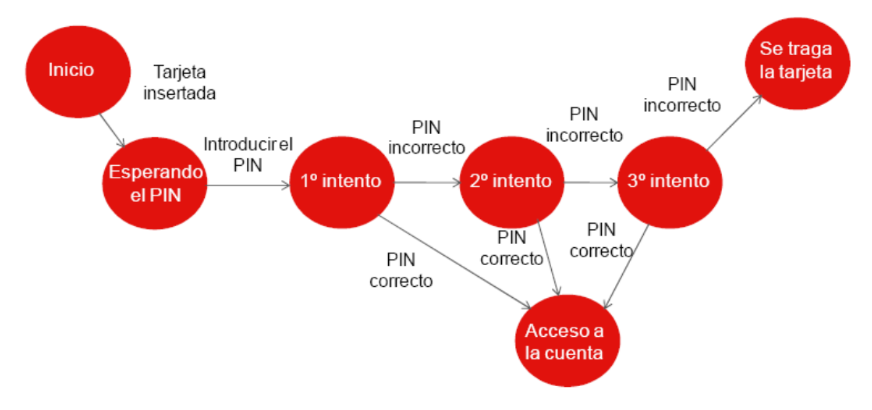 Inicio
Tarjeta
insertada
Esperando
el PIN
Introducir el
PIN
1º intento
PIN
incorrecto
2º intento
PIN
incorrecto
3º intento
PIN
incorrecto
Se traga
la tarjeta
PIN
correcto
PIN
correcto
PIN
correcto
Acceso a
la cuenta